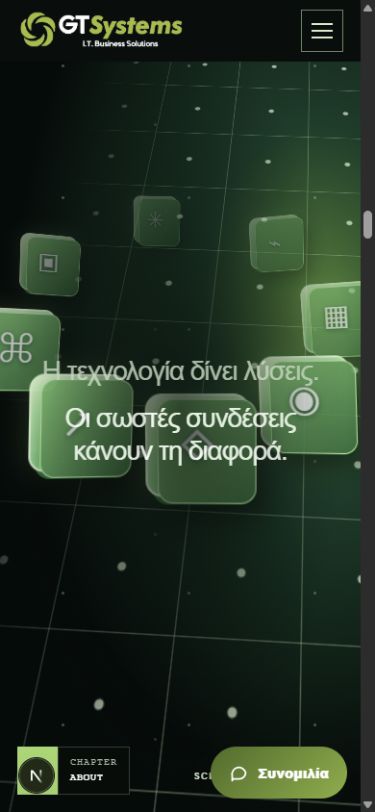 GTSystems
I.T. Business Solutions
Η τεχνολογία δίνει λύσεις.
Οι σωστές συνδέσεις
κάνουν τη διαφορά.
N
CHAPTER
ABOUT
Συνομιλία